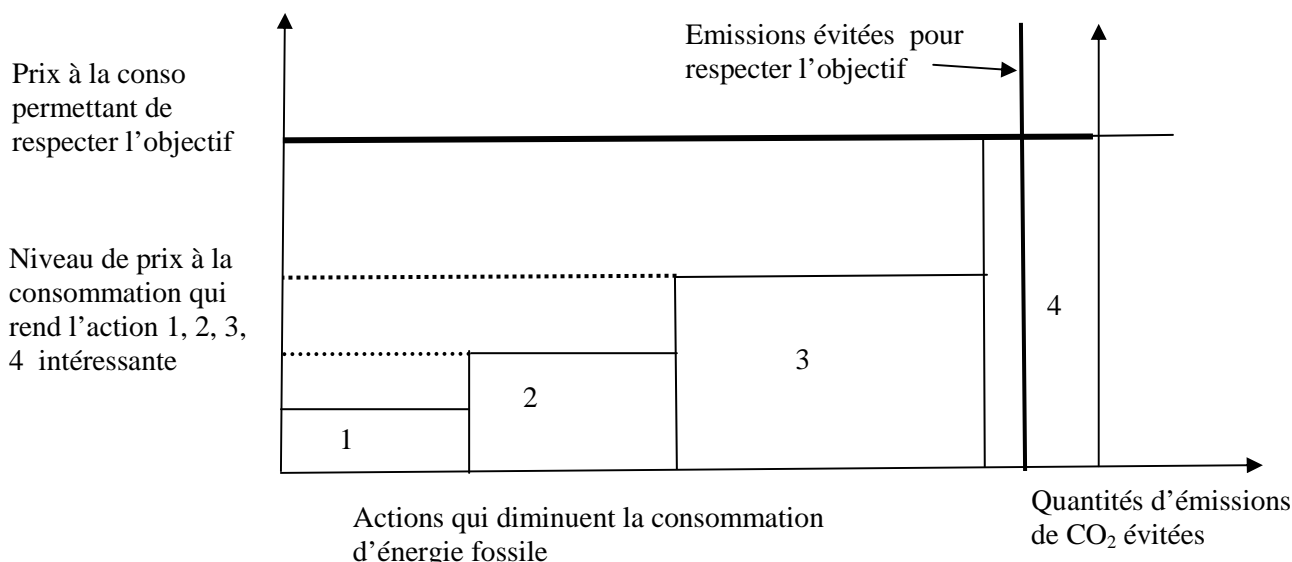 Emissions évitées pour
respecter l’objectif
Prix à la conso
permettant de
respecter l’objectif
Niveau de prix à la
consommation qui
rend l’action 1, 2, 3,
4 intéressante
1
2
3
4
Actions qui diminuent la consommation
d’énergie fossile
Quantités d’émissions
de CO₂ évitées